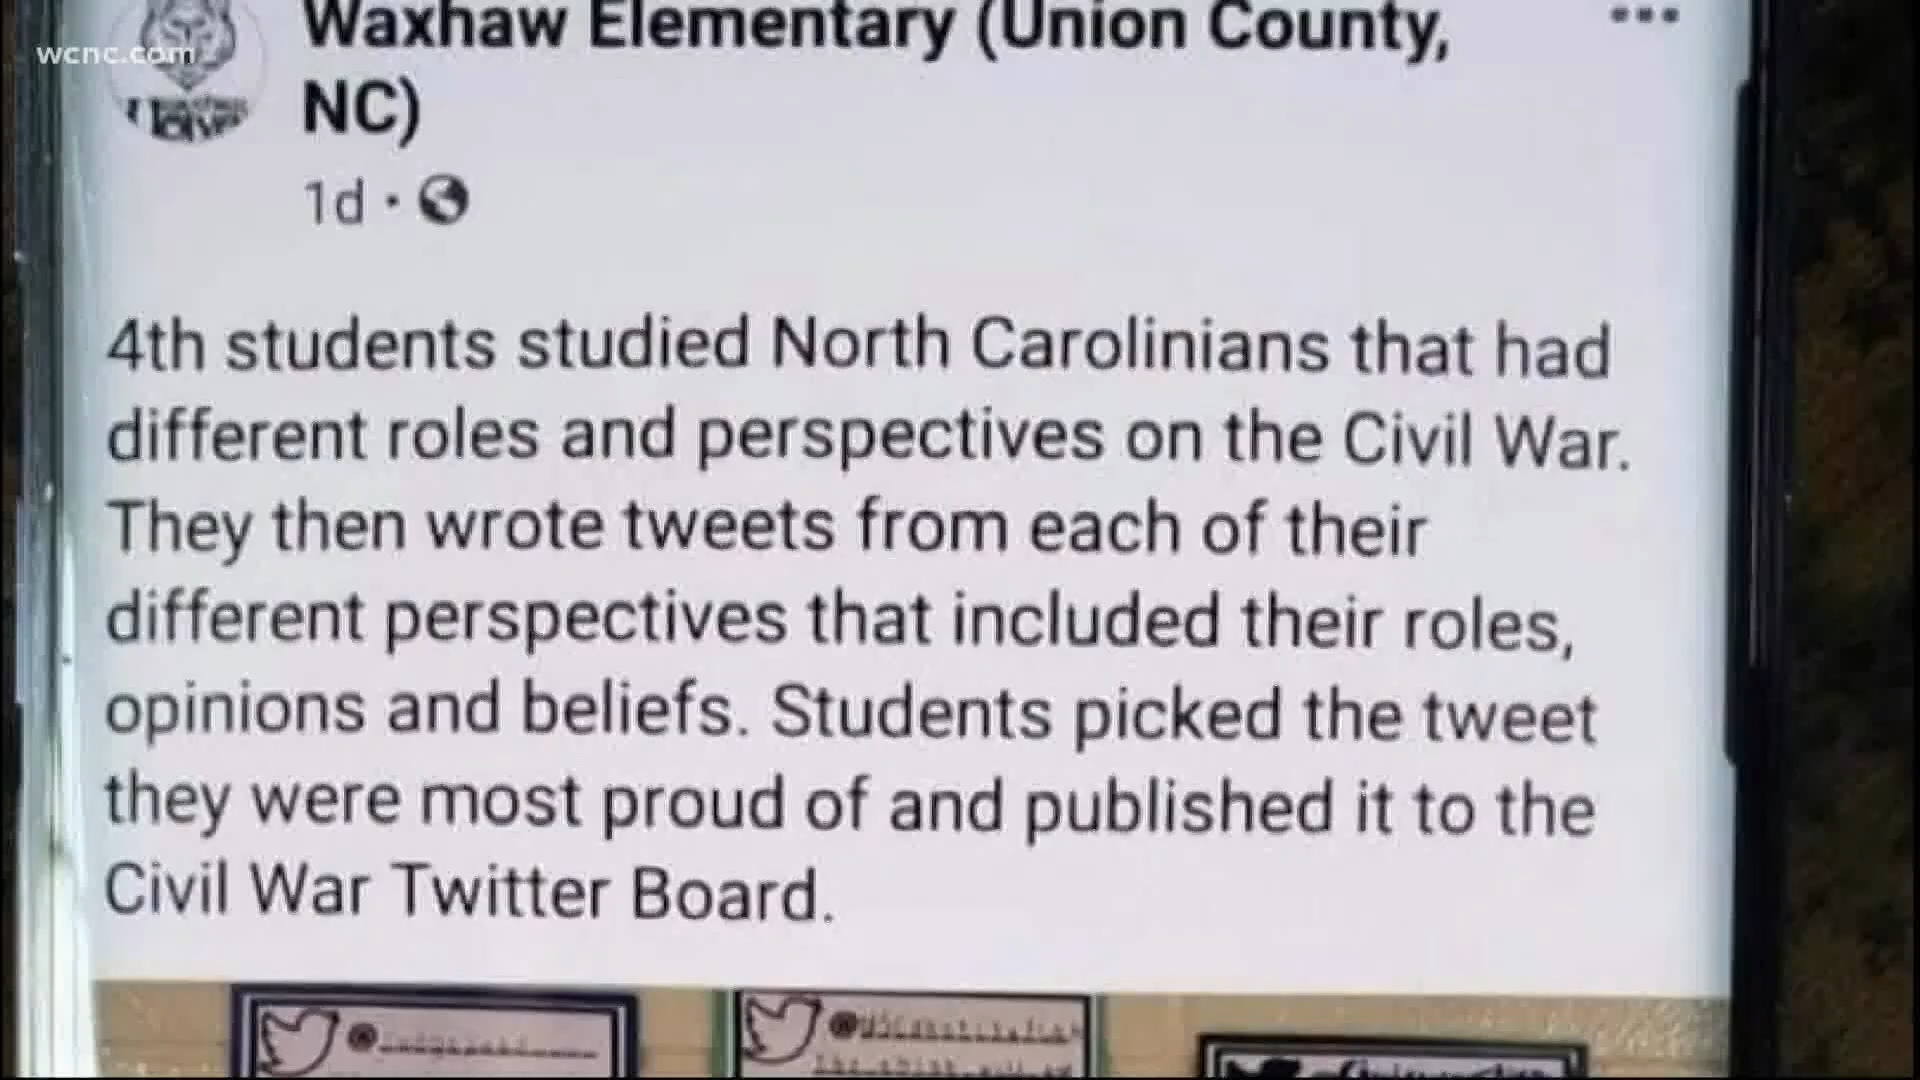 wcnc.com
Waxhaw Elementary (Union County,
NC)
1d ·
4th students studied North Carolinians that had
different roles and perspectives on the Civil War.
They then wrote tweets from each of their
different perspectives that included their roles,
opinions and beliefs. Students picked the tweet
they were most proud of and published it to the
Civil War Twitter Board.
@
@